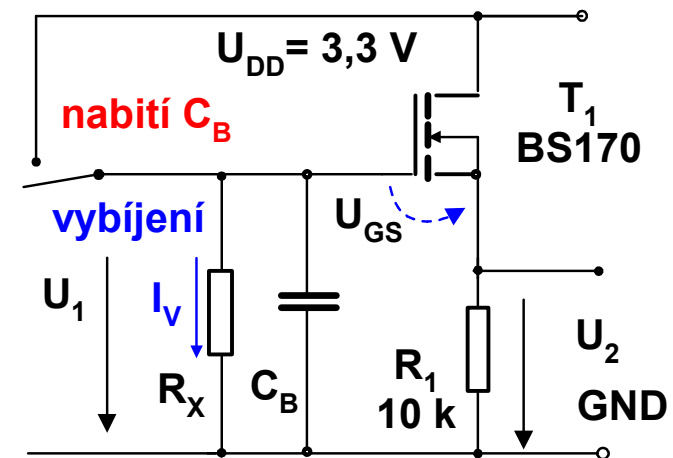 U_DD= 3,3 V
nabití C_B
T_1
BS170
vybíjení
U_GS
U_1
I_V
R_X
C_B
R_1
10 k
U_2
GND